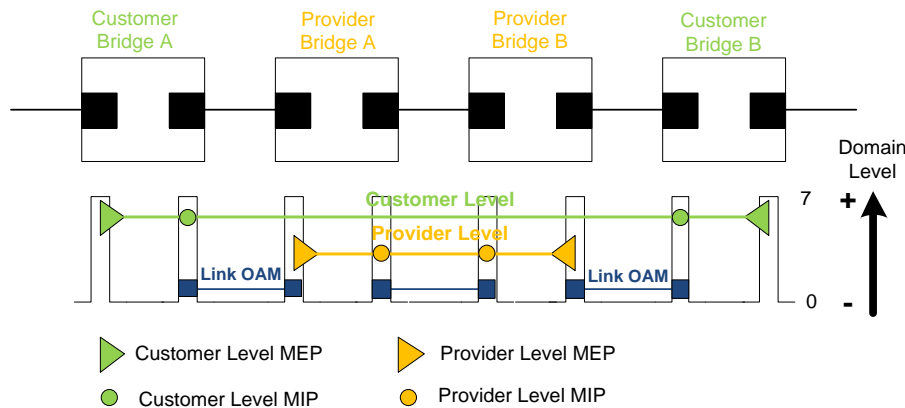 Customer
Bridge A
Provider
Bridge A
Provider
Bridge B
Customer
Bridge B
Domain
Level
Customer Level
7
+
Provider Level
Link OAM
Link OAM
0
-
Customer Level MEP
Provider Level MEP
Customer Level MIP
Provider Level MIP